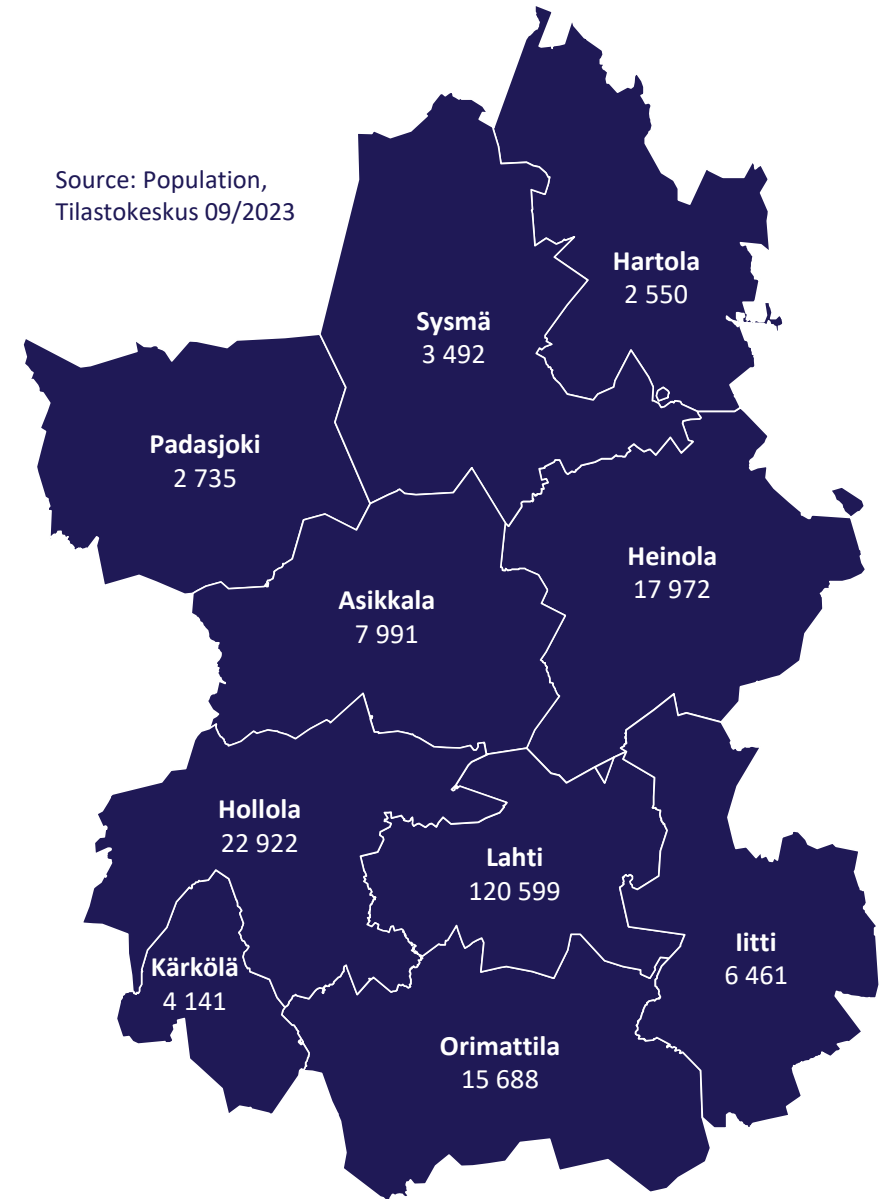 Source: Population,
Tilastokeskus 09/2023
Hartola
2 550
Sysmä
3 492
Padasjoki
2 735
Heinola
17 972
Asikkala
7 991
Hollola
22 922
Lahti
120 599
Iitti
6 461
Kärkölä
4 141
Orimattila
15 688